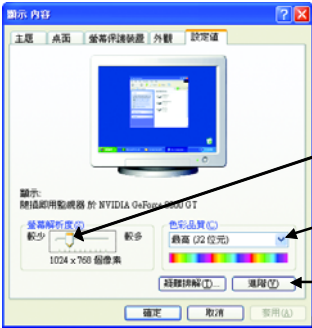 顯示 內容
主題 桌面 螢幕保護裝置 外觀 設定值
顯示:
隨插即用監視器 於 NVIDIA GeForce 8500 GT
螢幕解析度(S)
較少 較多
1024 x 768 個像素
色彩品質(C)
最高 (32 位元)
疑難排解(T)... 進階(V)
確定 取消 套用(A)